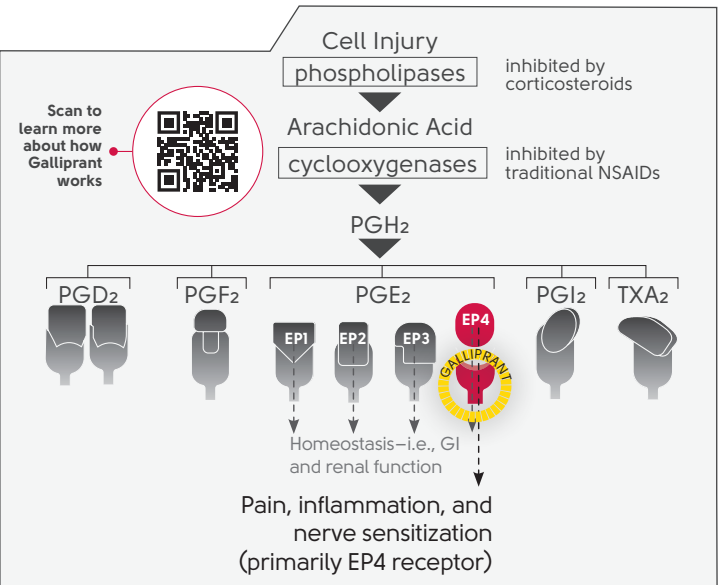 Cell Injury
phospholipases
inhibited by
corticosteroids
Scan to
learn more
about how
Galliprant
works
Arachidonic Acid
cyclooxygenases
inhibited by
traditional NSAIDs
PGH2
PGD2
PGF2
PGE2
PGI2
TXA2
EP1
EP2
EP3
EP4
GALLIPRANT
Homeostasis–i.e., GI
and renal function
Pain, inflammation, and
nerve sensitization
(primarily EP4 receptor)